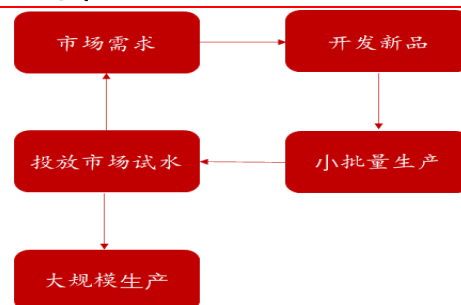 市场需求
开发新品
投放市场试水
小批量生产
大规模生产